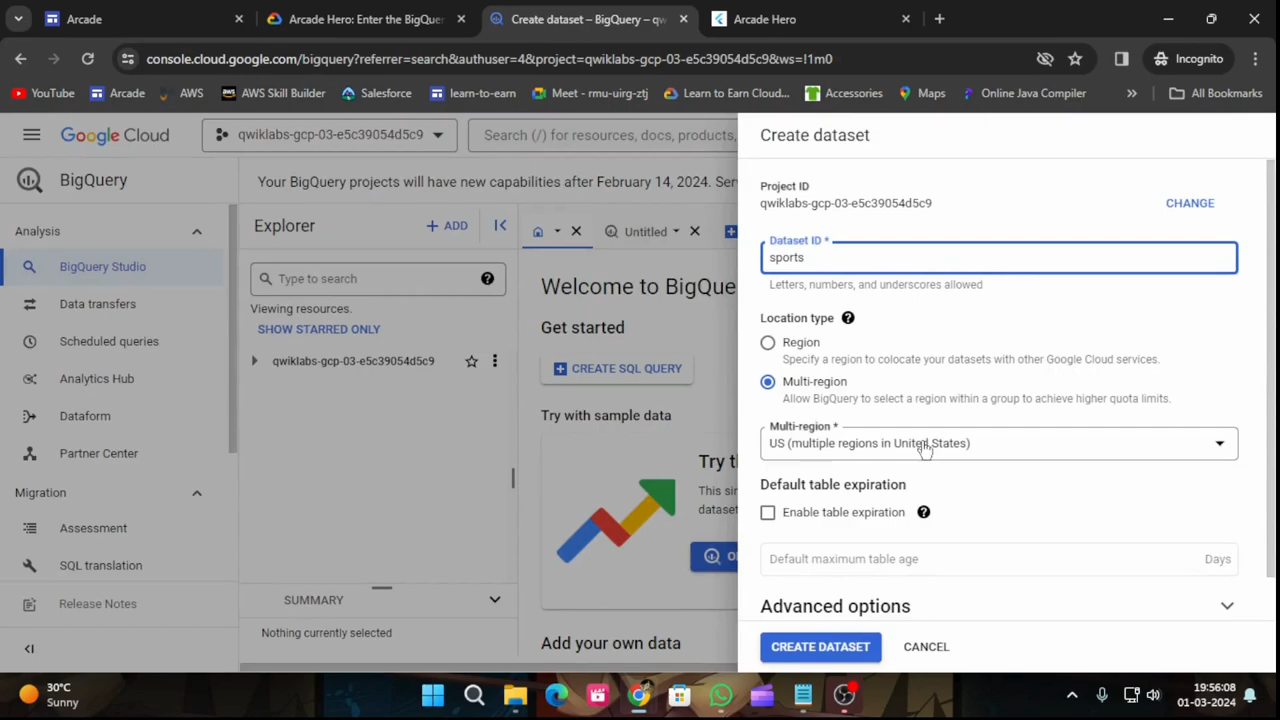 Arcade
Arcade Hero: Enter the BigQuer
Create dataset – BigQuery – qw
Arcade Hero
console.cloud.google.com/bigquery?referrer=search&authuser=4&project=qwiklabs-gcp-03-e5c39054d5c9&ws=!1m0
Incognito
YouTube
Arcade
AWS
AWS Skill Builder
Salesforce
learn-to-earn
Meet - rmu-uirg-ztj
Learn to Earn Cloud...
Accessories
Maps
Online Java Compiler
All Bookmarks
Google Cloud
qwiklabs-gcp-03-e5c39054d5c9
Search (/) for resources, docs, products,
BigQuery
Your BigQuery projects will have new capabilities after February 14, 2024. Ser
Analysis
BigQuery Studio
Data transfers
Scheduled queries
Analytics Hub
Dataform
Partner Center
Migration
Assessment
SQL translation
Release Notes
Explorer
+ ADD
Type to search
Viewing resources.
SHOW STARRED ONLY
qwiklabs-gcp-03-e5c39054d5c9
SUMMARY
Nothing currently selected
Untitled
Welcome to BigQue
Get started
CREATE SQL QUERY
Try with sample data
Try th
This sim
dataset
O
Add your own data
Create dataset
Project ID
qwiklabs-gcp-03-e5c39054d5c9
CHANGE
Dataset ID *
sports
Letters, numbers, and underscores allowed
Location type
Region
Specify a region to colocate your datasets with other Google Cloud services.
Multi-region
Allow BigQuery to select a region within a group to achieve higher quota limits.
Multi-region *
US (multiple regions in United States)
Default table expiration
Enable table expiration
Default maximum table age
Days
Advanced options
CREATE DATASET
CANCEL
30°C
Sunny
19:56:08
01-03-2024